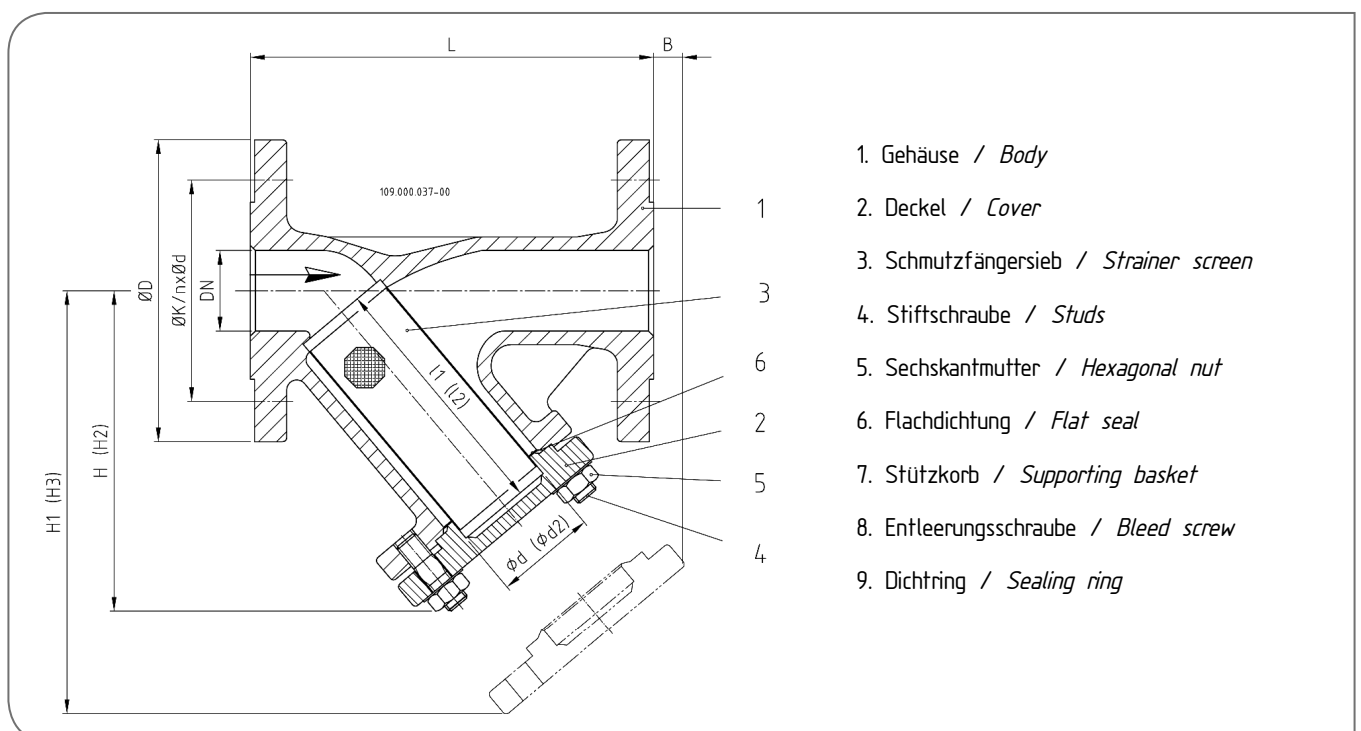 L
B
ØD
ØK/nxØd
DN
109.000.037-00
H1 (H3)
H (H2)
l1 (l2)
Ød (Ød2)
1
3
6
2
5
4
1. Gehäuse / Body
2. Deckel / Cover
3. Schmutzfängersieb / Strainer screen
4. Stiftschraube / Studs
5. Sechskantmutter / Hexagonal nut
6. Flachdichtung / Flat seal
7. Stützkorb / Supporting basket
8. Entleerungsschraube / Bleed screw
9. Dichtring / Sealing ring